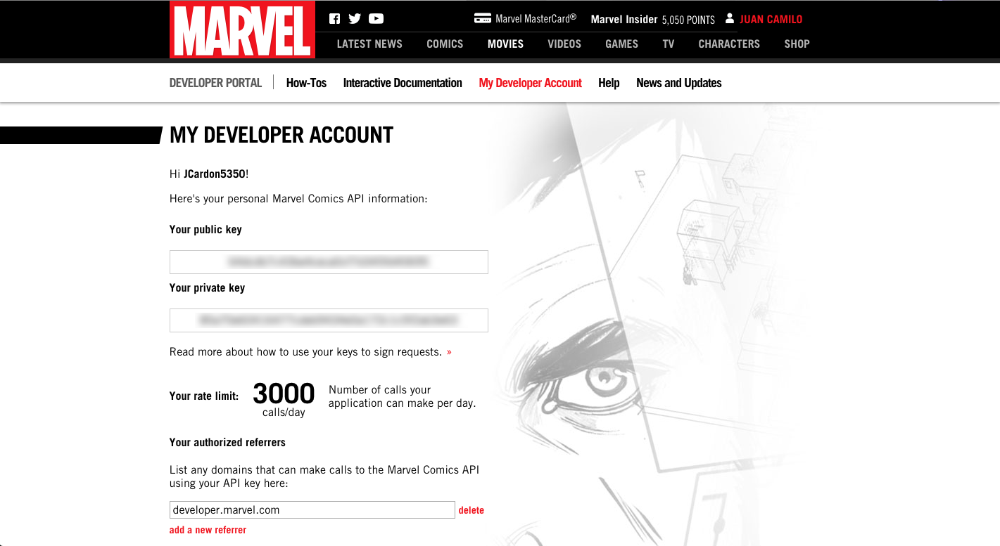 MARVEL
Marvel MasterCard®
Marvel Insider 5,050 POINTS
JUAN CAMILO
LATEST NEWS COMICS MOVIES VIDEOS GAMES TV CHARACTERS SHOP
DEVELOPER PORTAL How-Tos Interactive Documentation My Developer Account Help News and Updates
MY DEVELOPER ACCOUNT
Hi JCardon5350!
Here's your personal Marvel Comics API information:
Your public key
Your private key
Read more about how to use your keys to sign requests. »
Your rate limit: 3000 calls/day
Number of calls your
application can make per day.
Your authorized referrers
List any domains that can make calls to the Marvel Comics API
using your API key here:
developer.marvel.com delete
add a new referrer